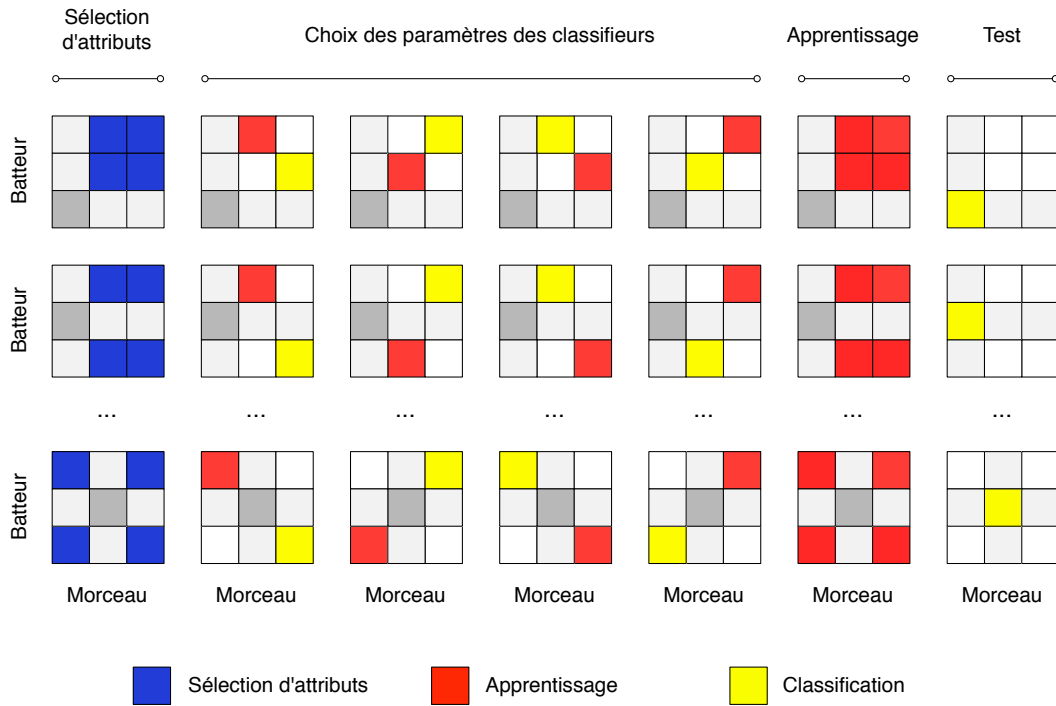 Sélection
d'attributs
Choix des paramètres des classifieurs
Apprentissage
Test
Batteur
Batteur
... ... ... ... ... ... ...
Batteur
Morceau Morceau Morceau Morceau Morceau Morceau Morceau
Sélection d'attributs
Apprentissage
Classification